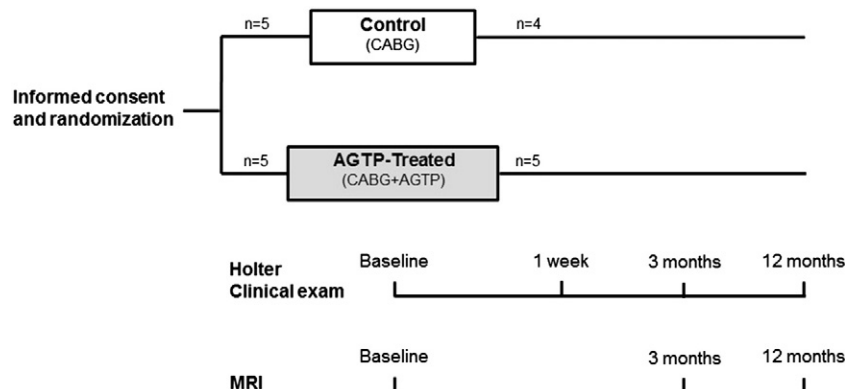 n=5
Control
(CABG)
n=4
Informed consent
and randomization
n=5
AGTP-Treated
(CABG+AGTP)
n=5
Holter
Clinical exam
Baseline
1 week
3 months
12 months
MRI
Baseline
3 months
12 months